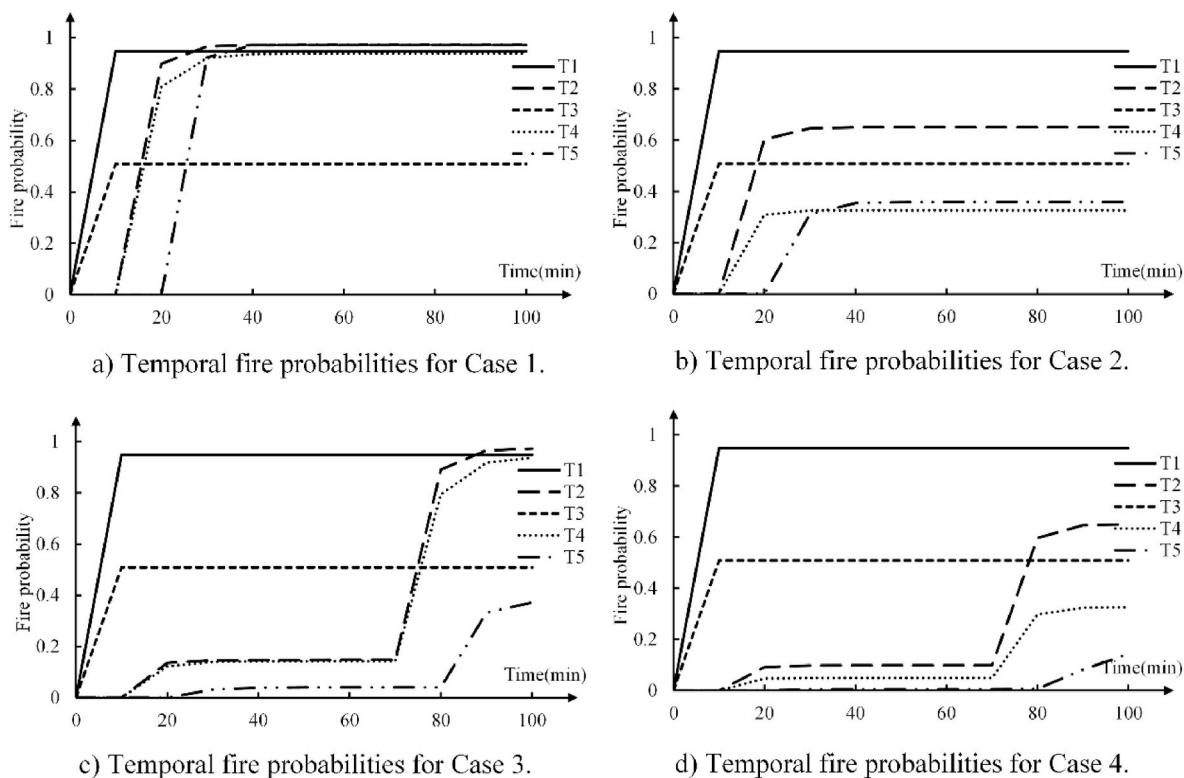 Fire probability
1
0.8
0.6
0.4
0.2
0
0 20 40 60 80 100
Timc(min)
T1
T2
T3
T4
T5
a) Temporal fire probabilities for Case 1.
Fire probability
1
0.8
0.6
0.4
0.2
0
0 20 40 60 80 100
Time(min)
T1
T2
T3
T4
T5
b) Temporal fire probabilities for Case 2.
Fire probability
1
0.8
0.6
0.4
0.2
0
0 20 40 60 80 100
Time(min)
T1
T2
T3
T4
T5
c) Temporal fire probabilities for Case 3.
Fire probability
1
0.8
0.6
0.4
0.2
0
0 20 40 60 80 100
Time(min)
T1
T2
T3
T4
T5
d) Temporal fire probabilities for Case 4.